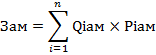 Зам = ∑_{i=1}^{n} Qiам × Piам